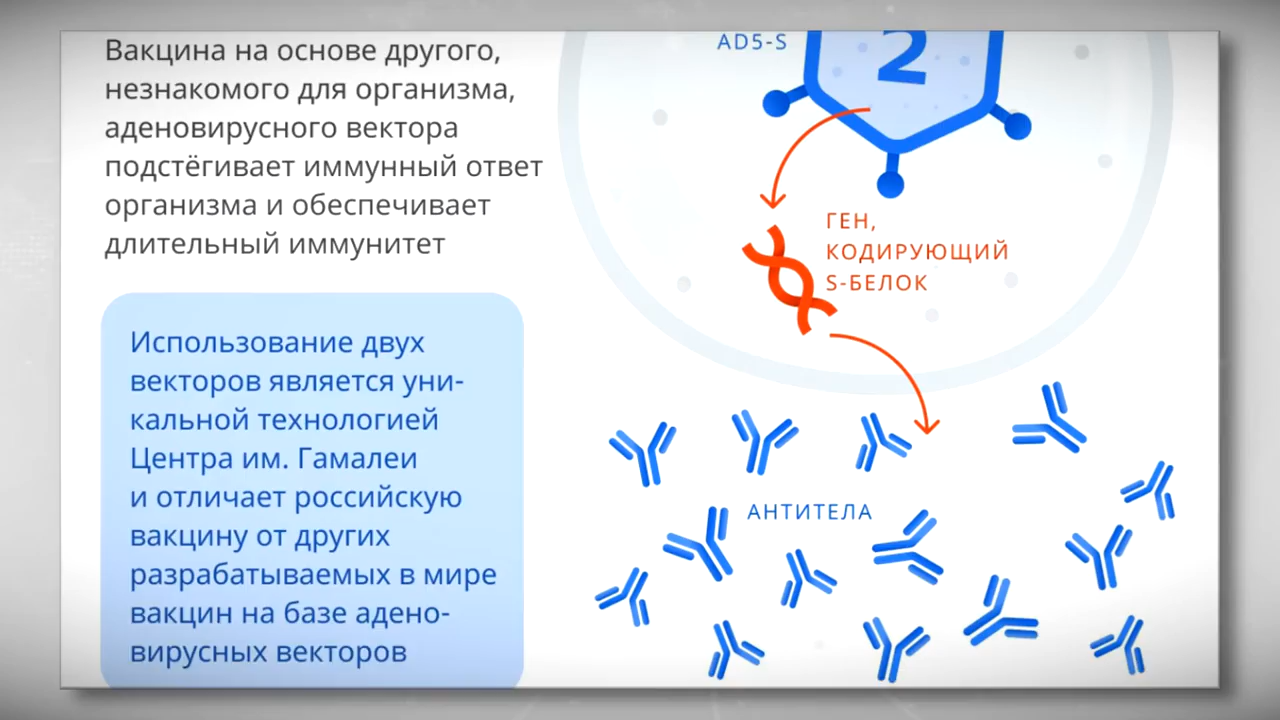 Вакцина на основе другого,
незнакомого для организма,
аденовирусного вектора
подстёгивает иммунный ответ
организма и обеспечивает
длительный иммунитет
Использование двух
векторов является уни-
кальной технологией
Центра им. Гамалеи
и отличает российскую
вакцину от других
разрабатываемых в мире
вакцин на базе адено-
вирусных векторов
AD5-S
2
ГЕН,
КОДИРУЮЩИЙ
S-БЕЛОК
АНТИТЕЛА